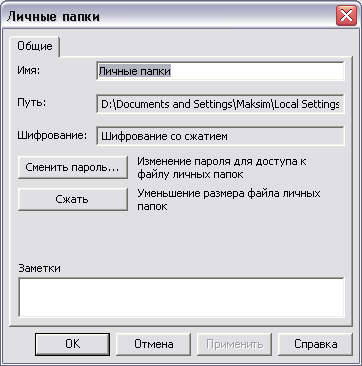 Личные папки
Общие
Имя: Личные папки
Путь: D:\Documents and Settings\Maksim\Local Settings
Шифрование: Шифрование со сжатием
Сменить пароль... Изменение пароля для доступа к
файлу личных папок
Сжать Уменьшение размера файла личных
папок
Заметки
OK Отмена Применить Справка